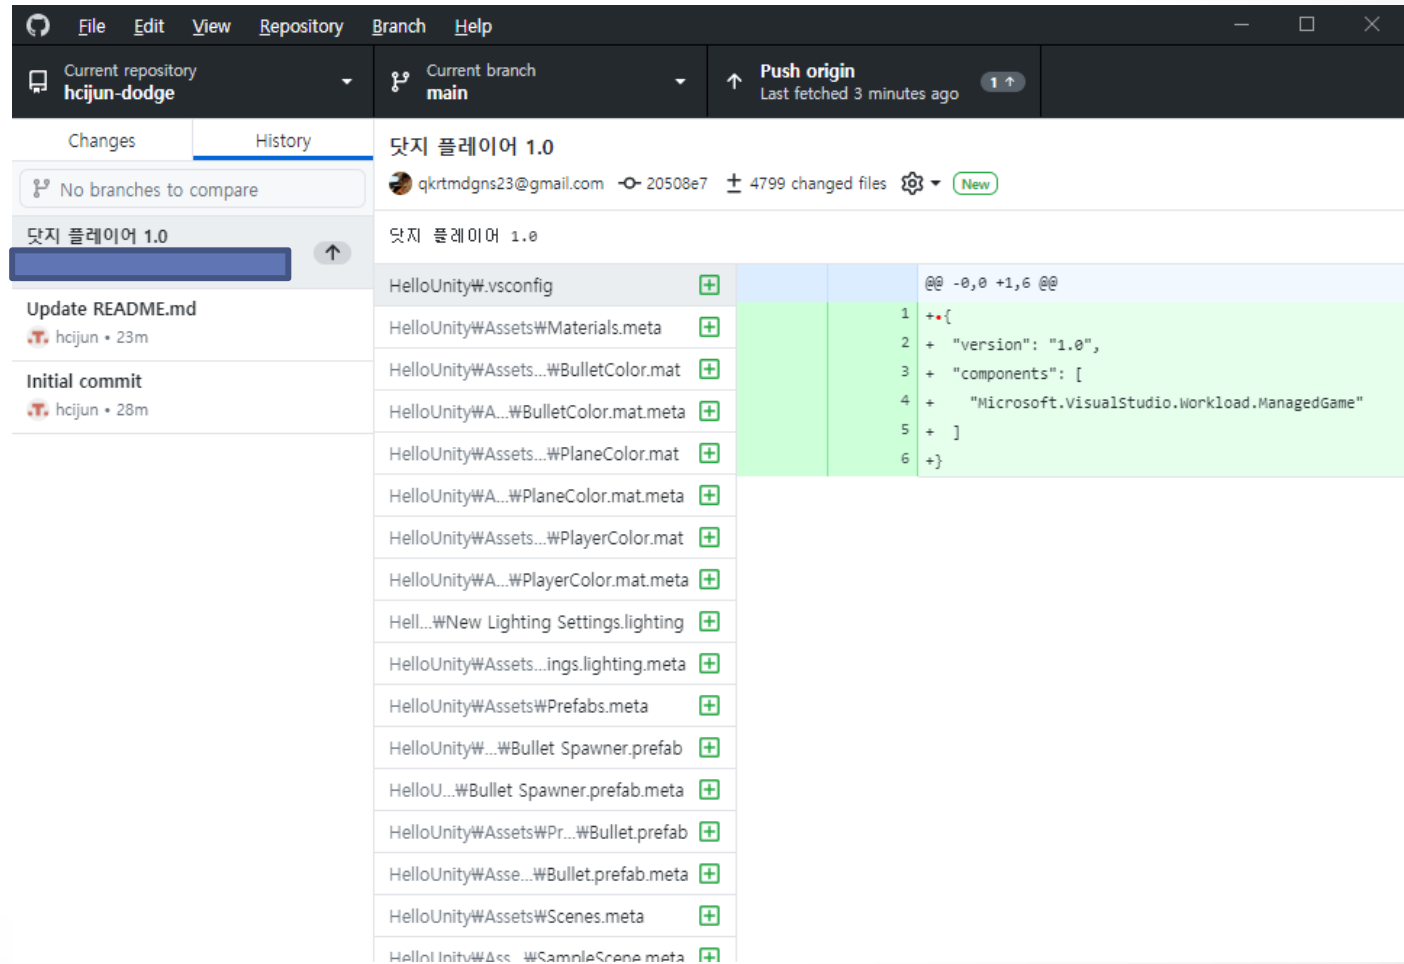 File Edit View Repository Branch Help
Current repository
hcijun-dodge
Current branch
main
Push origin
Last fetched 3 minutes ago
1
Changes
History
No branches to compare
닷지 플레이어 1.0
Update README.md
hcijun • 23m
Initial commit
hcijun • 28m
닷지 플레이어 1.0
qkrtmdgns23@gmail.com 20508e7 4799 changed files New
닷지 플레이어 1.0
HelloUnity₩.vsconfig
HelloUnity₩Assets₩Materials.meta
HelloUnity₩Assets...₩BulletColor.mat
HelloUnity₩A...₩BulletColor.mat.meta
HelloUnity₩Assets...₩PlaneColor.mat
HelloUnity₩A...₩PlaneColor.mat.meta
HelloUnity₩Assets...₩PlayerColor.mat
HelloUnity₩A...₩PlayerColor.mat.meta
Hell...₩New Lighting Settings.lighting
HelloUnity₩Assets...ings.lighting.meta
HelloUnity₩Assets₩Prefabs.meta
HelloUnity₩...₩Bullet Spawner.prefab
HelloU...₩Bullet Spawner.prefab.meta
HelloUnity₩Assets₩Pr...₩Bullet.prefab
HelloUnity₩Asse...₩Bullet.prefab.meta
HelloUnity₩Assets₩Scenes.meta
HelloUnity₩Ass...₩SampleScene.meta
@@ -0,0 +1,6 @@
1 +•{
2 + "version": "1.0",
3 + "components": [
4 + "Microsoft.VisualStudio.Workload.ManagedGame"
5 + ]
6 +}